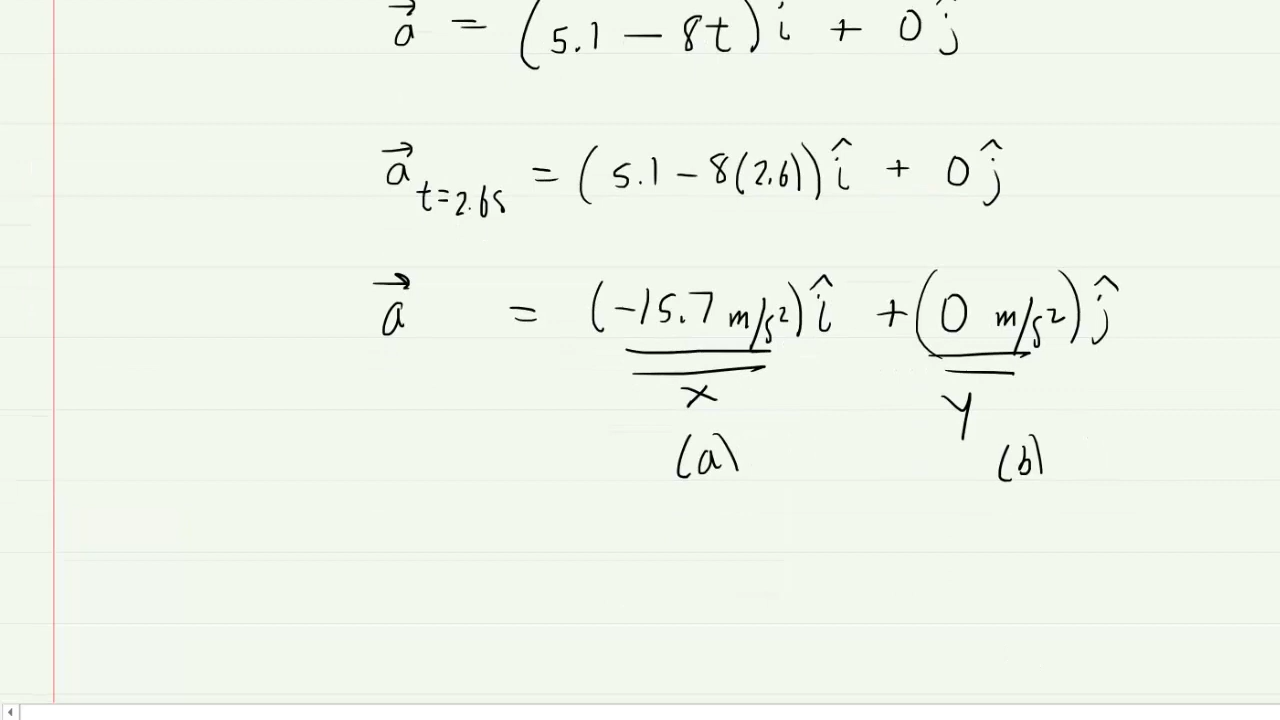 a⃗ = (5.1 − 8t) î + 0 ĵ
a⃗ t=2.6s = (5.1 − 8(2.6)) î + 0 ĵ
a⃗ = (−15.7 m/s²) î + (0 m/s²) ĵ
x y
(a) (b)